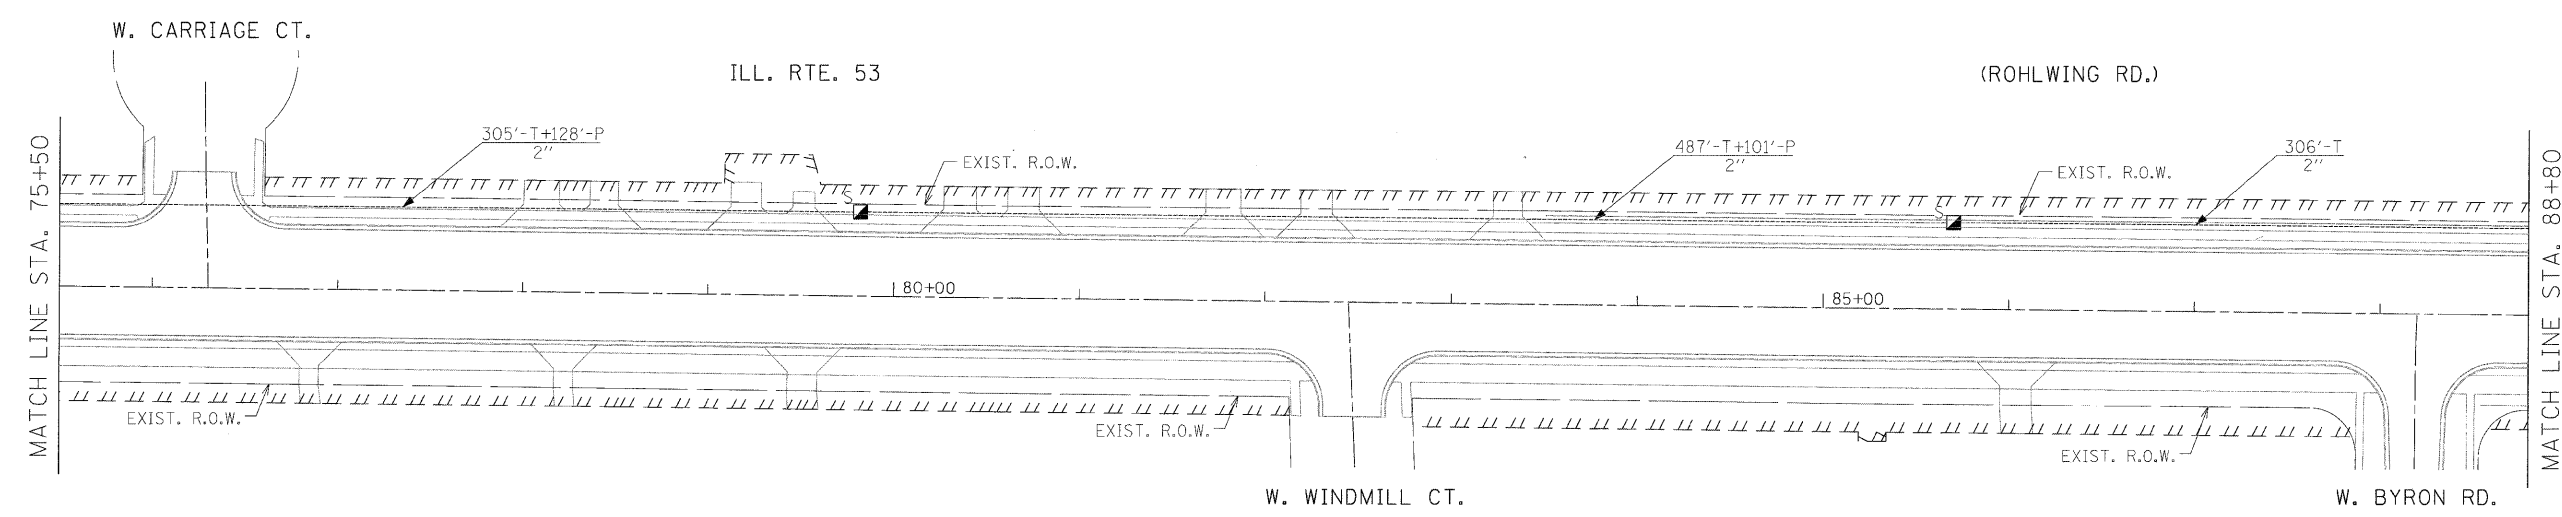 W. CARRIAGE CT.
ILL. RTE. 53
(ROHLWING RD.)
MATCH LINE STA. 75+50
305'-T+128'-P
2"
EXIST. R.O.W.
487'-T+101'-P
2"
EXIST. R.O.W.
306'-T
2"
MATCH LINE STA. 88+80
S
S
80+00
85+00
EXIST. R.O.W.
EXIST. R.O.W.
EXIST. R.O.W.
W. WINDMILL CT.
W. BYRON RD.